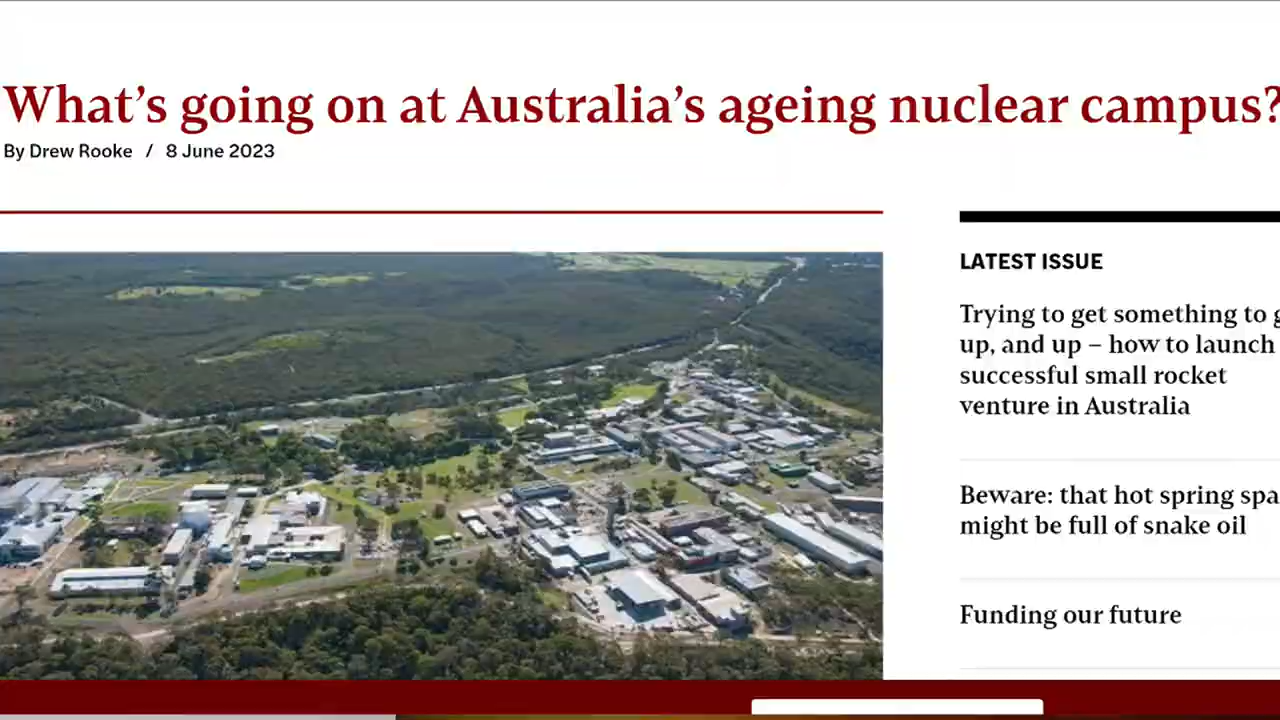 What's going on at Australia's ageing nuclear campus?
By Drew Rooke / 8 June 2023
LATEST ISSUE
Trying to get something to g
up, and up – how to launch
successful small rocket
venture in Australia
Beware: that hot spring spa
might be full of snake oil
Funding our future